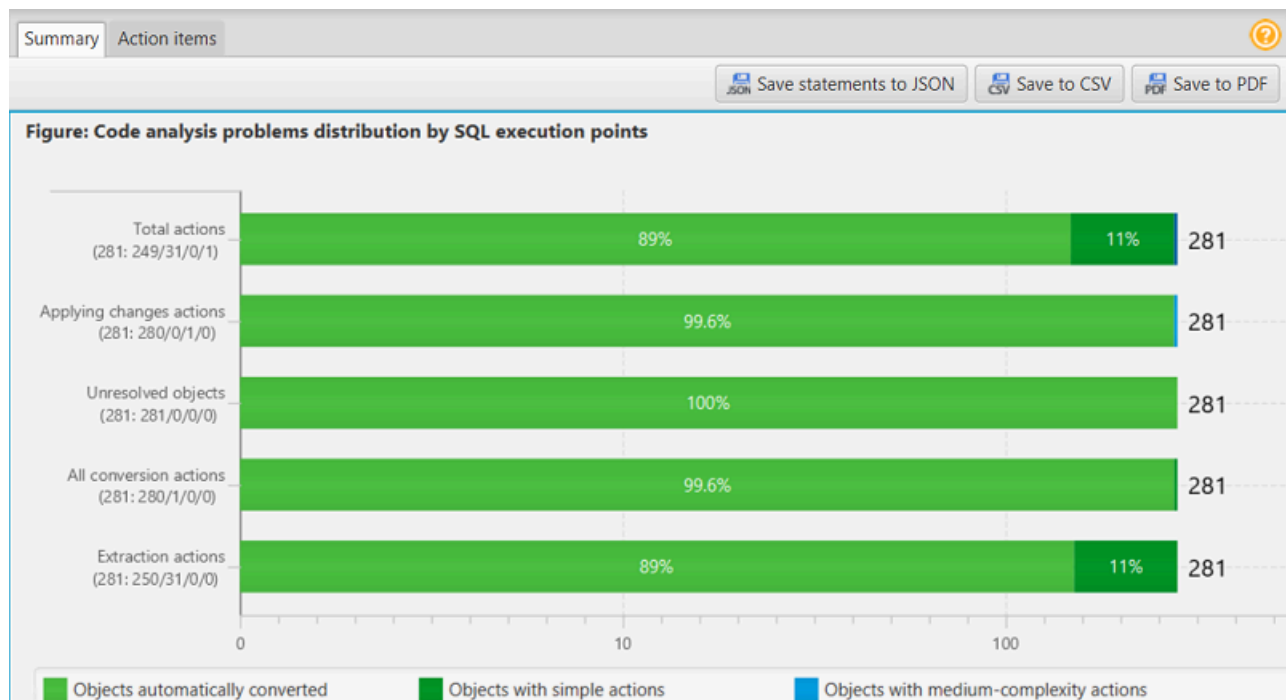 Summary
Action items
JSON Save statements to JSON
CSV Save to CSV
PDF Save to PDF
Figure: Code analysis problems distribution by SQL execution points
Total actions
(281: 249/31/0/1)
89%
11%
281
Applying changes actions
(281: 280/0/1/0)
99.6%
281
Unresolved objects
(281: 281/0/0/0)
100%
281
All conversion actions
(281: 280/1/0/0)
99.6%
281
Extraction actions
(281: 250/31/0/0)
89%
11%
281
0
10
100
Objects automatically converted
Objects with simple actions
Objects with medium-complexity actions